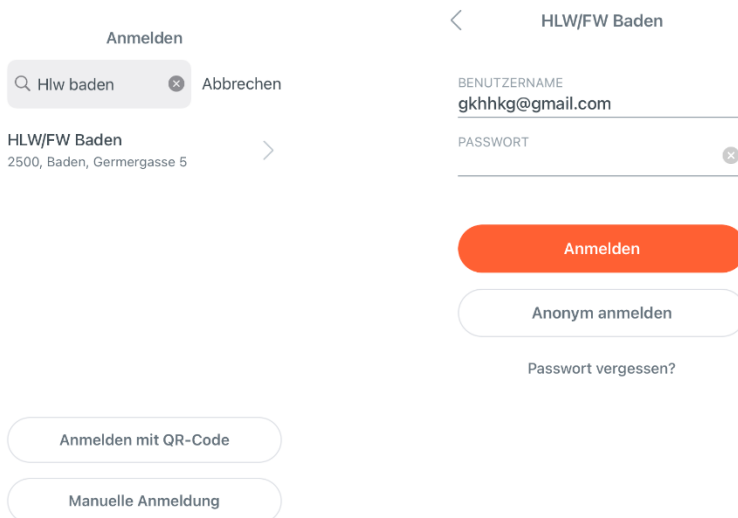 Anmelden
Hlw baden
Abbrechen
HLW/FW Baden
2500, Baden, Germergasse 5
Anmelden mit QR-Code
Manuelle Anmeldung
HLW/FW Baden
BENUTZERNAME
gkhhkg@gmail.com
PASSWORT
Anmelden
Anonym anmelden
Passwort vergessen?